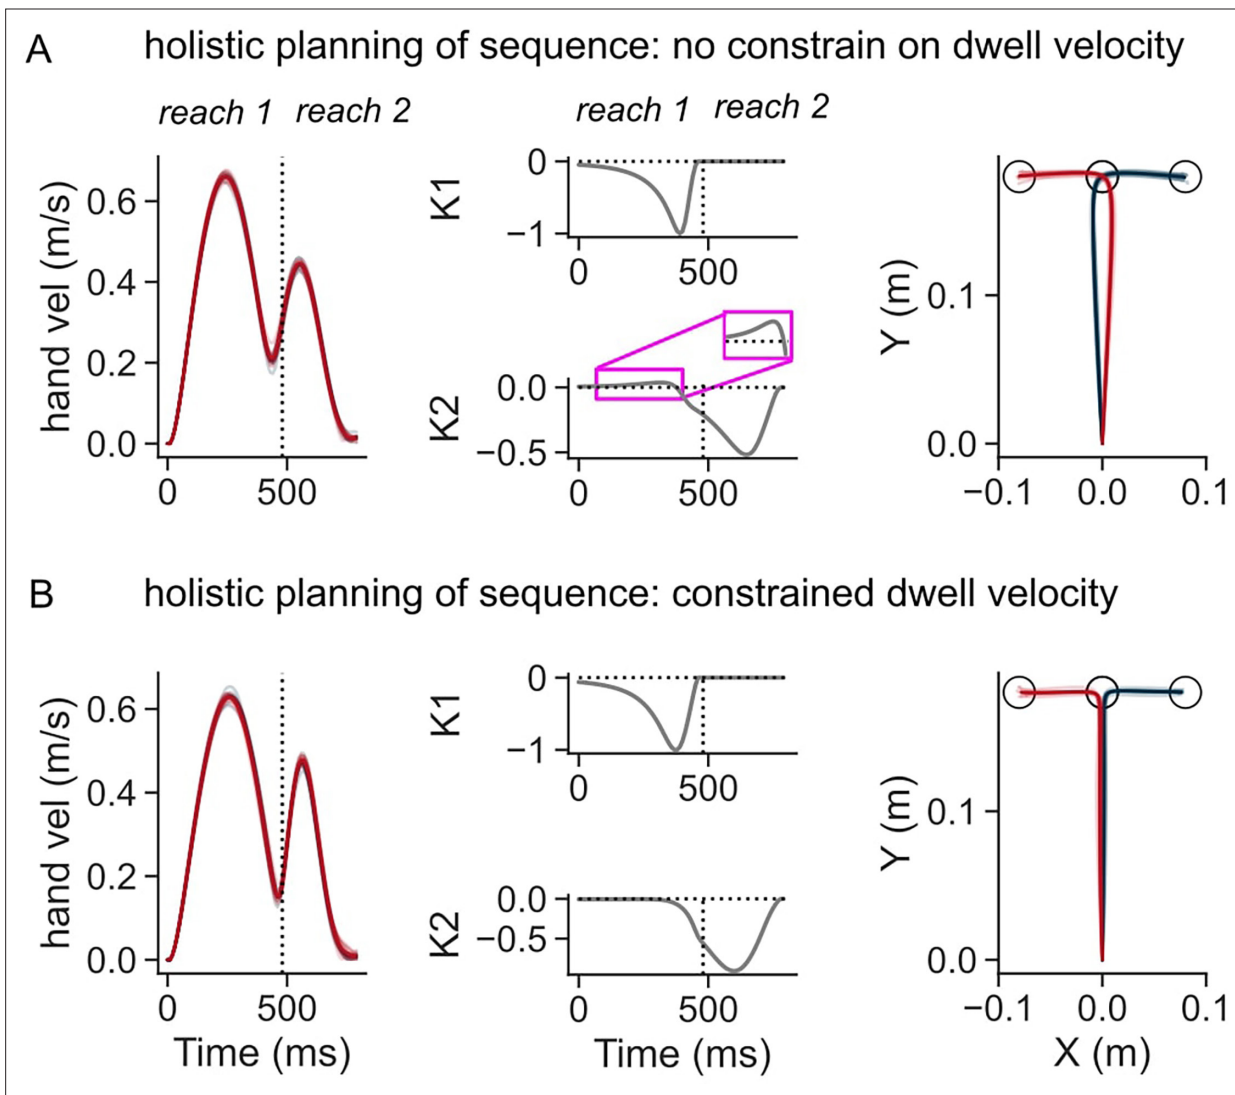 A holistic planning of sequence: no constrain on dwell velocity
reach 1 reach 2
reach 1 reach 2
hand vel (m/s)
0.6
0.4
0.2
0.0
0 500
K1
0
−1
0 500
K2
0.0
−0.5
0 500
Y (m)
0.1
0.0
−0.1 0.0 0.1
B holistic planning of sequence: constrained dwell velocity
hand vel (m/s)
0.6
0.4
0.2
0.0
0 500
Time (ms)
K1
0
−1
0 500
K2
0.0
−0.5
0 500
Time (ms)
Y (m)
0.1
0.0
−0.1 0.0 0.1
X (m)